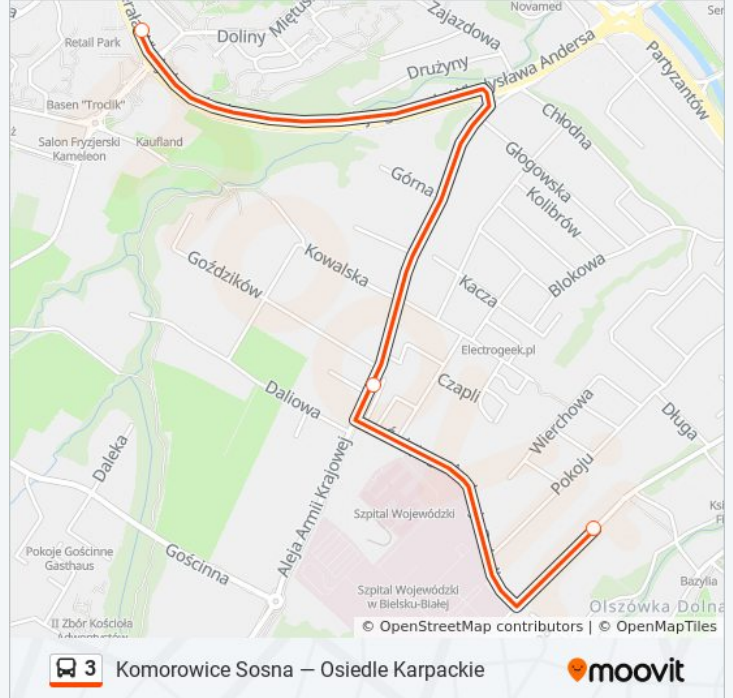 Novamed
Zajazdowa
Doliny
Miętus
Retail Park
Drużyny
Andersa
Partyzantów
Basen "Troclik"
Salon Fryzjerski
Kameleon
Kaufland
Chłodna
Głogowska
Górna
Kolibrów
Goździków
Kowalska
Kacza
Blokowa
Electrogeek.pl
Czapli
Daliowa
Wierchowa
Długa
Daleka
Pokoju
Aleja Armii Krajowej
Szpital Wojewódzki
Pokoje Gościnne
Gasthaus
Gościnna
Szpital Wojewódzki
w Bielsku-Białej
Bazylia
Olszówka Dolna
II Zbór Kościoła
© OpenStreetMap contributors | © OpenMapTiles
3 Komorowice Sosna — Osiedle Karpackie
moovit